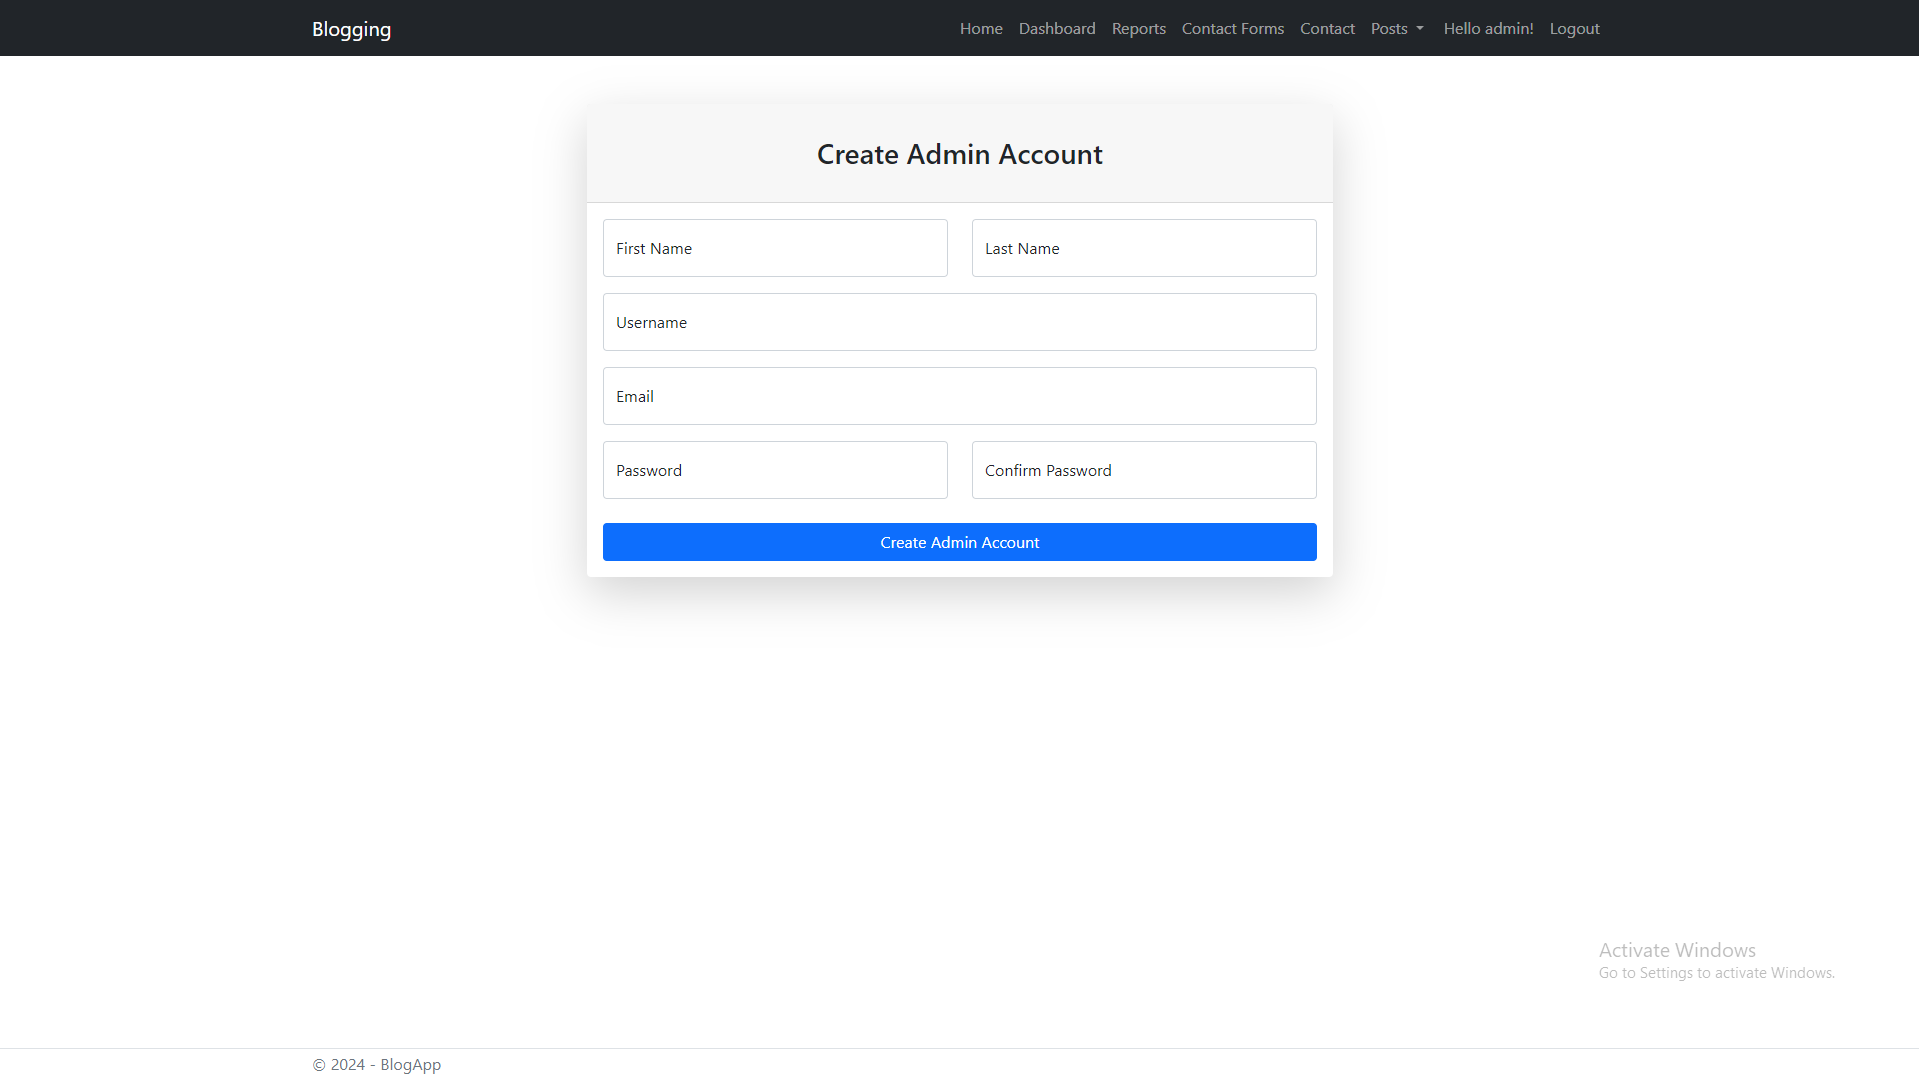 Blogging
Home Dashboard Reports Contact Forms Contact Posts Hello admin! Logout
Create Admin Account
First Name
Last Name
Username
Email
Password
Confirm Password
Create Admin Account
Activate Windows
Go to Settings to activate Windows.
© 2024 - BlogApp